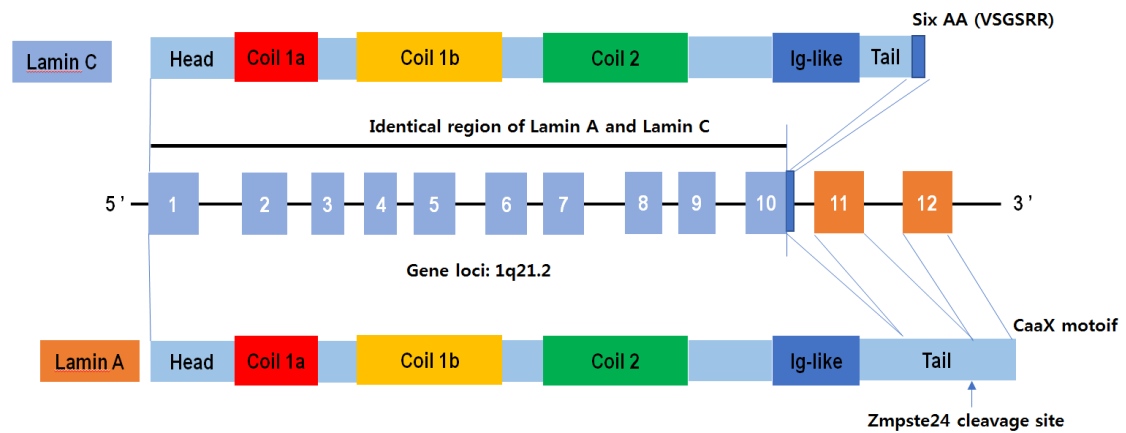 Six AA (VSGSRR)
Lamin C
Head Coil 1a Coil 1b Coil 2 Ig-like Tail
Identical region of Lamin A and Lamin C
5 ’ 1 2 3 4 5 6 7 8 9 10 11 12 3 ’
Gene loci: 1q21.2
CaaX motoif
Lamin A
Head Coil 1a Coil 1b Coil 2 Ig-like Tail
Zmpste24 cleavage site